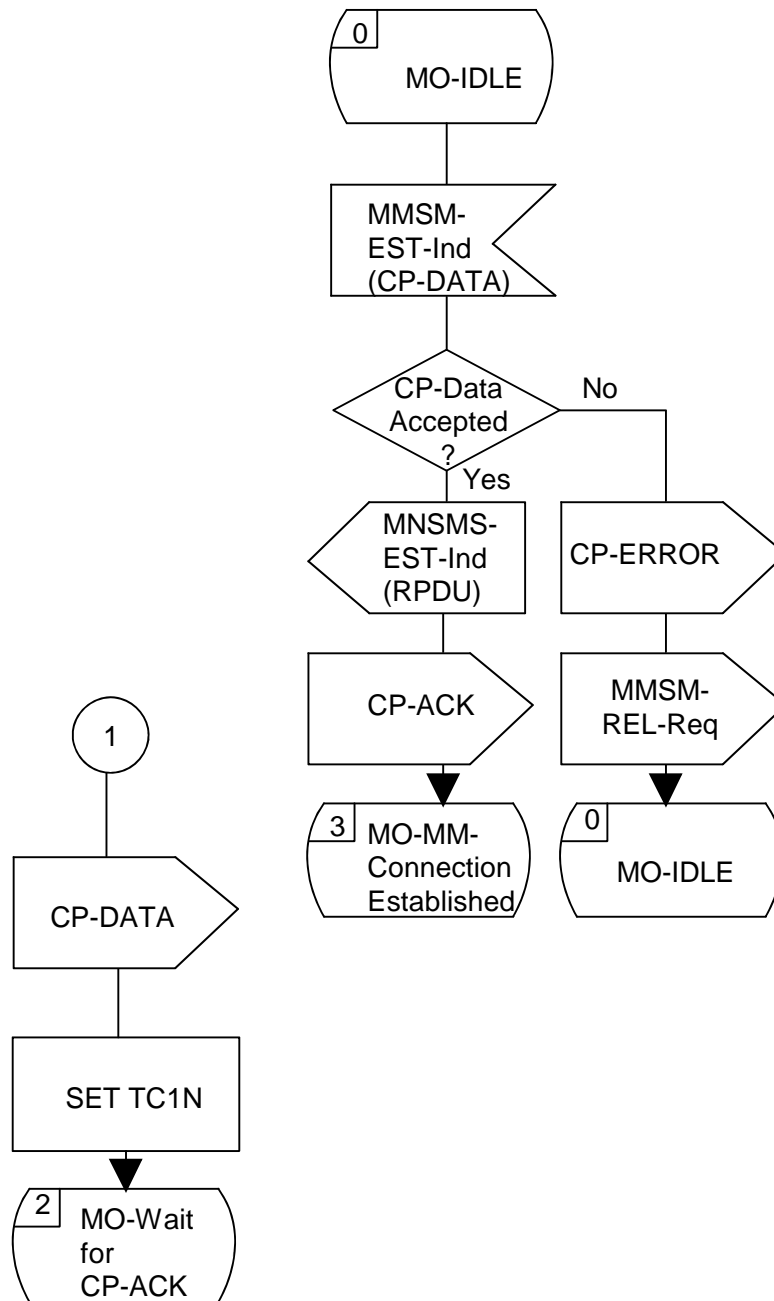 0
MO-IDLE
MMSM-
EST-Ind
(CP-DATA)
CP-Data
Accepted
?
No
Yes
MNSMS-
EST-Ind
(RPDU)
CP-ERROR
CP-ACK
MMSM-
REL-Req
3
MO-MM-
Connection
Established
0
MO-IDLE
1
CP-DATA
SET TC1N
2
MO-Wait
for
CP-ACK